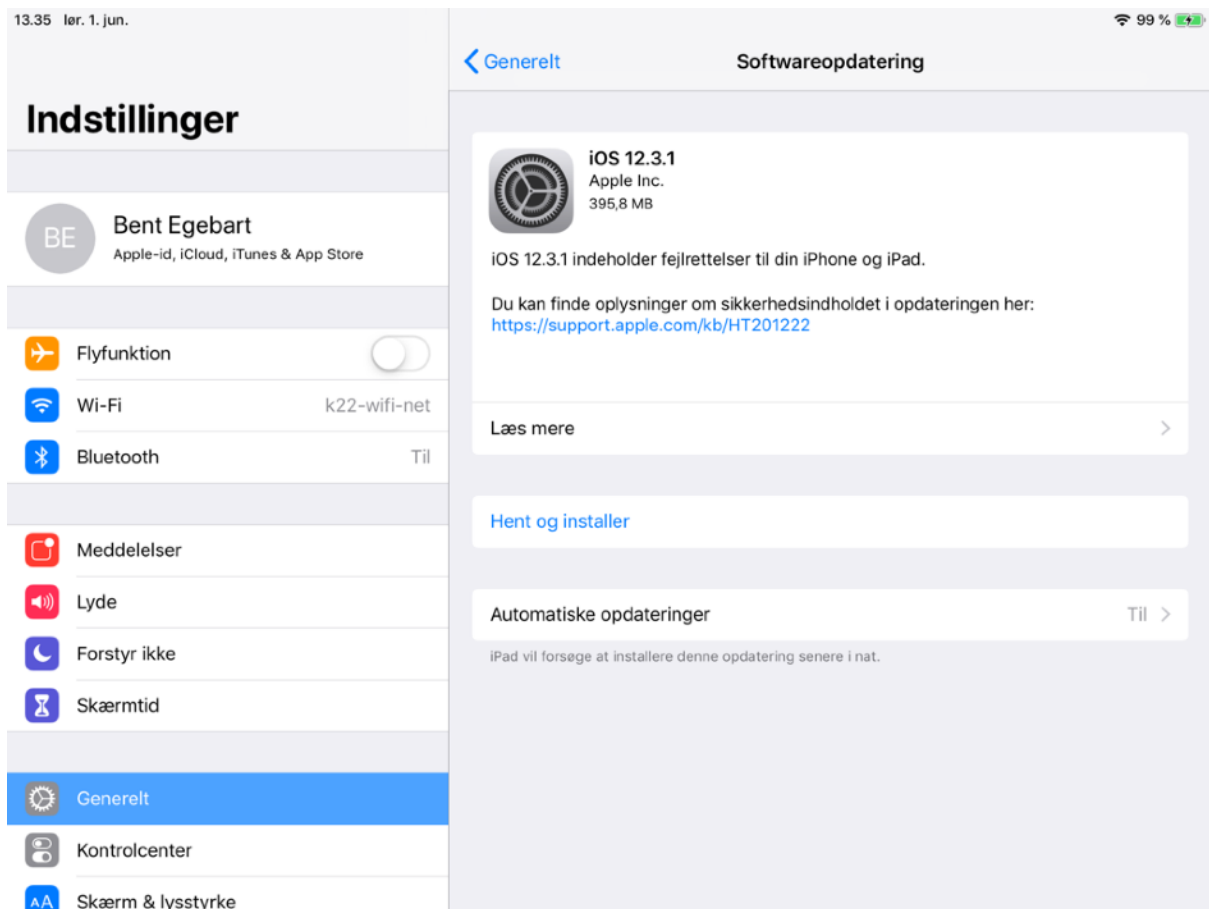 13.35 lør. 1. jun.
99 %
Indstillinger
BE
Bent Egebart
Apple-id, iCloud, iTunes & App Store
Flyfunktion
Wi-Fi k22-wifi-net
Bluetooth Til
Meddelelser
Lyde
Forstyr ikke
Skærmtid
Generelt
Kontrolcenter
AA Skærm & lysstyrke
Generelt
Softwareopdatering
iOS 12.3.1
Apple Inc.
395,8 MB
iOS 12.3.1 indeholder fejlrettelser til din iPhone og iPad.
Du kan finde oplysninger om sikkerhedsindholdet i opdateringen her:
https://support.apple.com/kb/HT201222
Læs mere
Hent og installer
Automatiske opdateringer Til
iPad vil forsøge at installere denne opdatering senere i nat.